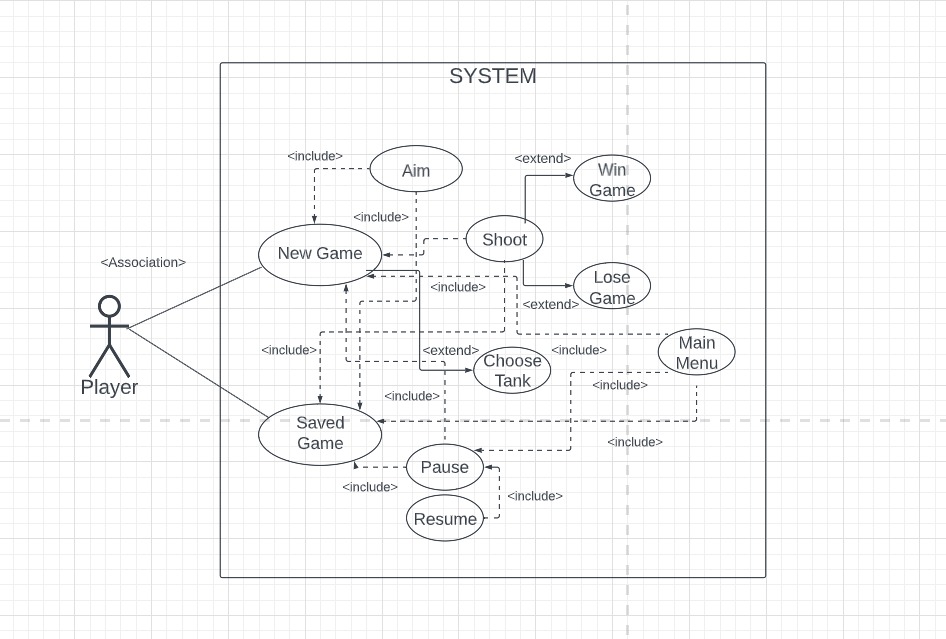 SYSTEM
<include>
Aim
<extend>
Win
Game
<include>
New Game
Shoot
<Association>
<include>
Lose
Game
<extend>
<include>
<extend>
<include>
Main
Menu
Choose
Tank
<include>
Player
<include>
Saved
Game
<include>
Pause
<include>
<include>
Resume